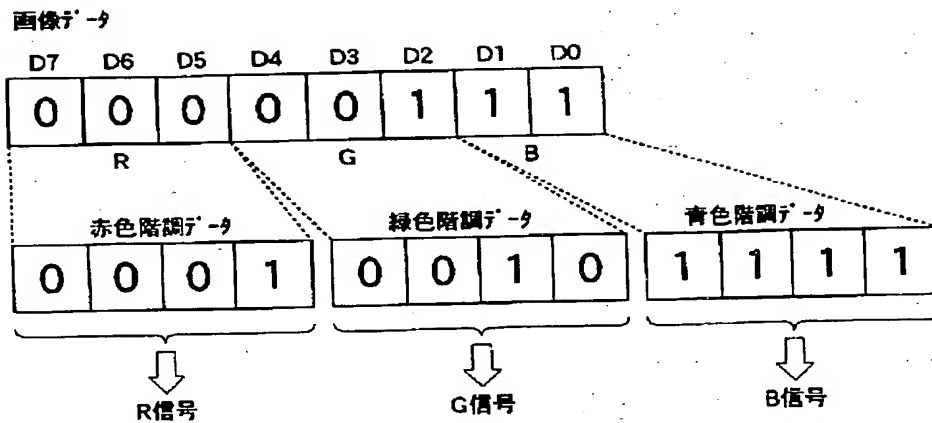 画像ﾃﾞｰﾀ
D7 D6 D5 D4 D3 D2 D1 D0
0 0 0 0 0 1 1 1
R G B
赤色階調ﾃﾞｰﾀ 緑色階調ﾃﾞｰﾀ 青色階調ﾃﾞｰﾀ
0 0 0 1 0 0 1 0 1 1 1 1
R信号 G信号 B信号